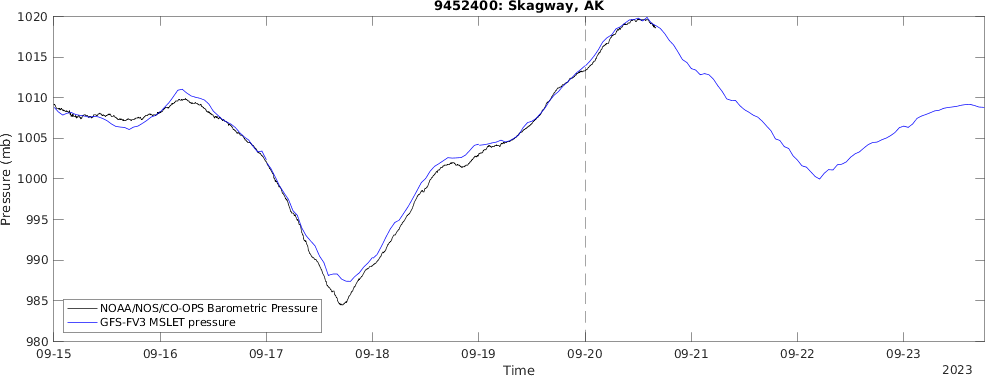 9452400: Skagway, AK
1020
1015
1010
1005
1000
995
990
985
980
Pressure (mb)
NOAA/NOS/CO-OPS Barometric Pressure
GFS-FV3 MSLET pressure
09-15 09-16 09-17 09-18 09-19 09-20 09-21 09-22 09-23
Time
2023